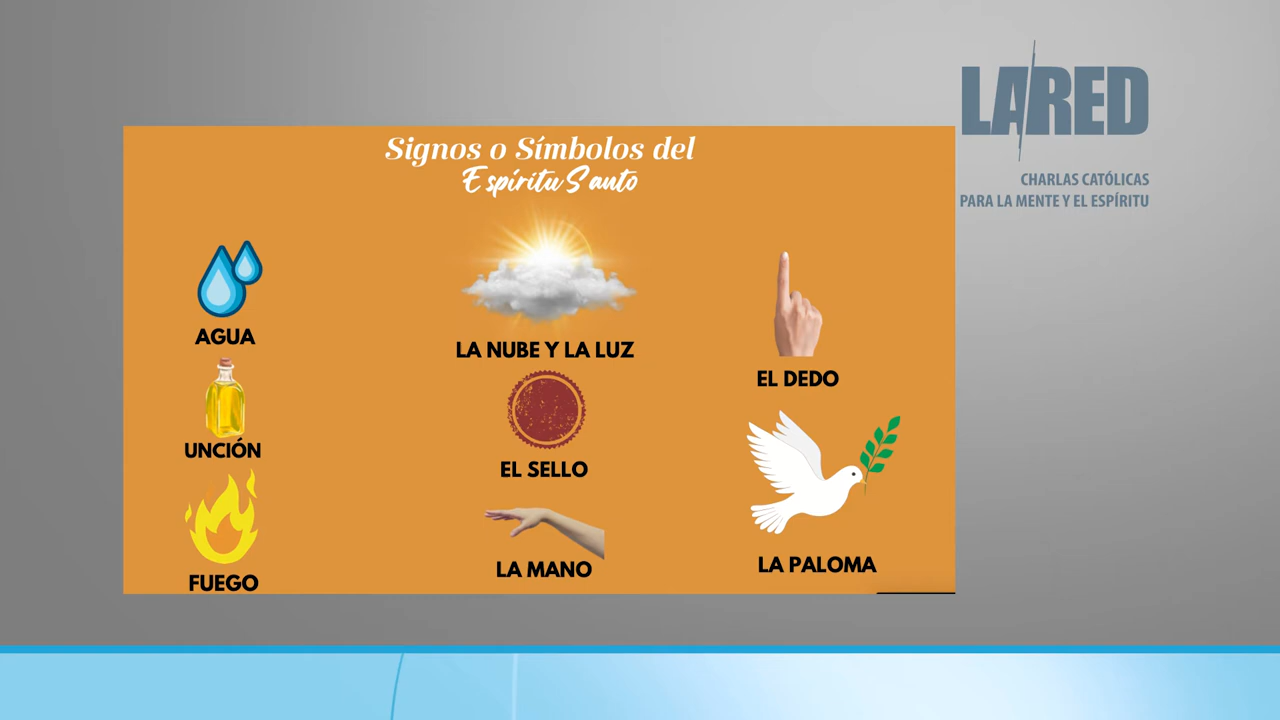 LARED
CHARLAS CATÓLICAS
PARA LA MENTE Y EL ESPÍRITU
Signos o Símbolos del
Espíritu Santo
AGUA
UNCIÓN
FUEGO
LA NUBE Y LA LUZ
EL SELLO
LA MANO
EL DEDO
LA PALOMA